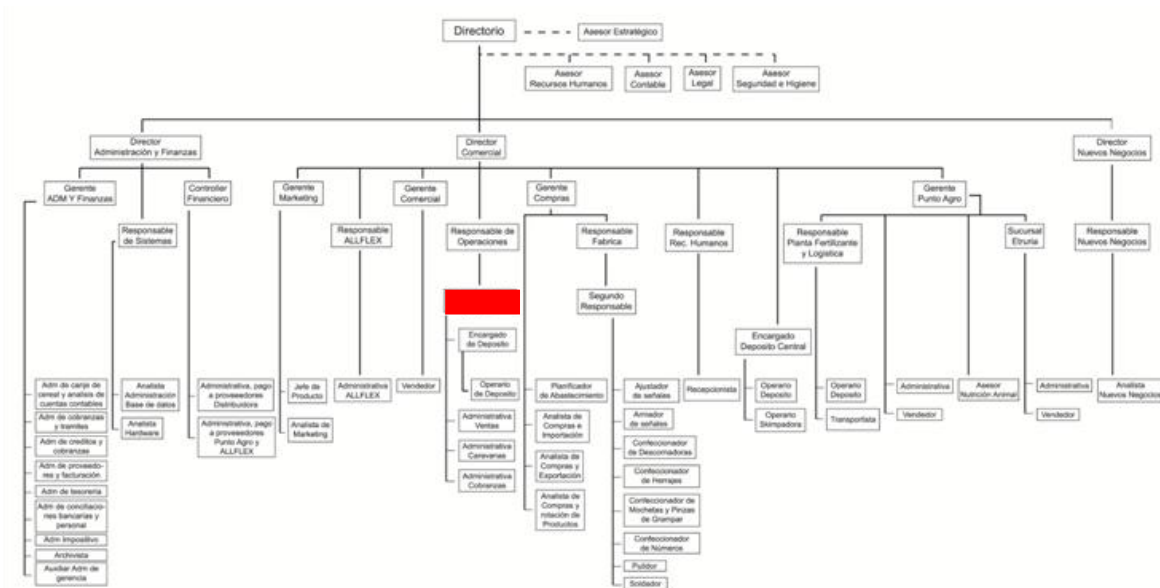 Directorio
Asesor Estratégico
Asesor
Recursos Humanos
Asesor
Contable
Asesor
Legal
Asesor
Seguridad e Higiene
Director
Administración y Finanzas
Director
Comercial
Director
Nuevos Negocios
Gerente
ADM Y Finanzas
Controller
Financiero
Gerente
Marketing
Gerente
Comercial
Gerente
Compras
Gerente
Punto Agro
Responsable
de Sistemas
Responsable
ALLFLEX
Responsable de
Operaciones
Responsable
Fabrica
Responsable
Rec. Humanos
Responsable
Planta Fertilizante
y Logística
Sucursal
Etruria
Responsable
Nuevos Negocios
Segundo
Responsable
Encargado
de Deposito
Encargado
Deposito Central
Adm de canje de
cereal y analisis de
cuentas contables
Adm de cobranzas
y tramites
Adm de creditos y
cobranzas
Adm de proveedo-
res y facturación
Adm de tesoreria
Adm de conciliacio-
nes bancarias y
personal
Adm Impositivo
Archivista
Auxiliar Adm de
gerencia
Analista
Administración
Base de datos
Analista
Hardware
Administrativa, pago
a proveedores
Distribuidora
Administrativa, pago
a proveseedores
Punto Agro y
ALLFLEX
Jefe de
Producto
Analista de
Marketing
Administrativa
ALLFLEX
Vendedor
Operario
de Deposito
Administrativa
Ventas
Administrativa
Caravanas
Administrativa
Cobranzas
Planificador
de Abastecimiento
Analista de
Compras e
Importación
Analista de
Compras y
Exportación
Analista de
Compras y
rotación de
Productos
Ajustador
de señales
Armador
de señales
Confeccionador
de Descornadoras
Confeccionador
de Herrajes
Confeccionador de
Mochetas y Pinzas
de Grampar
Confeccionador
de Números
Pulidor
Soldador
Recepcionista
Operario
Deposito
Operario
Skimpadora
Operario
Deposito
Transportista
Administrativa
Vendedor
Asesor
Nutrición Animal
Administrativa
Vendedor
Analista
Nuevos Negocios